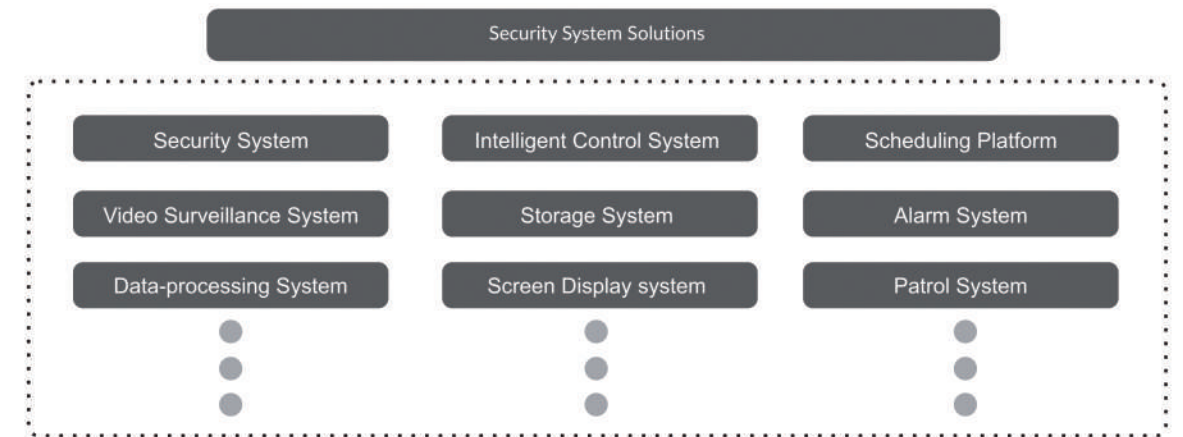 Security System Solutions
Security System
Intelligent Control System
Scheduling Platform
Video Surveillance System
Storage System
Alarm System
Data-processing System
Screen Display system
Patrol System